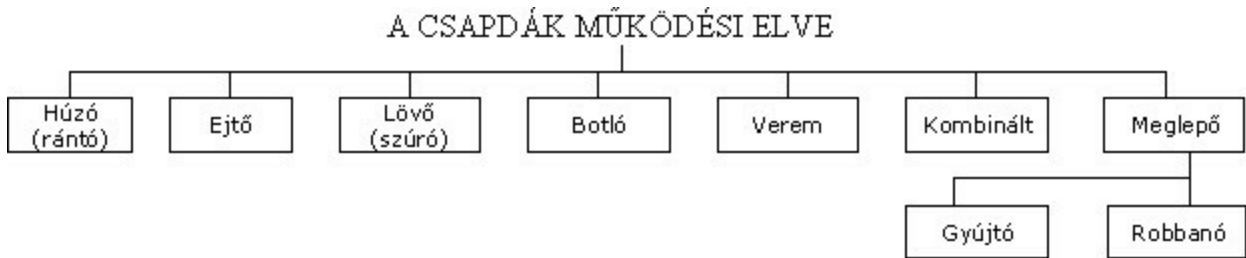 A CSAPDÁK MŰKÖDÉSI ELVE
Húzó
(rántó)
Ejtő
Lövő
(szúró)
Botló
Verem
Kombinált
Meglepő
Gyújtó
Robbanó